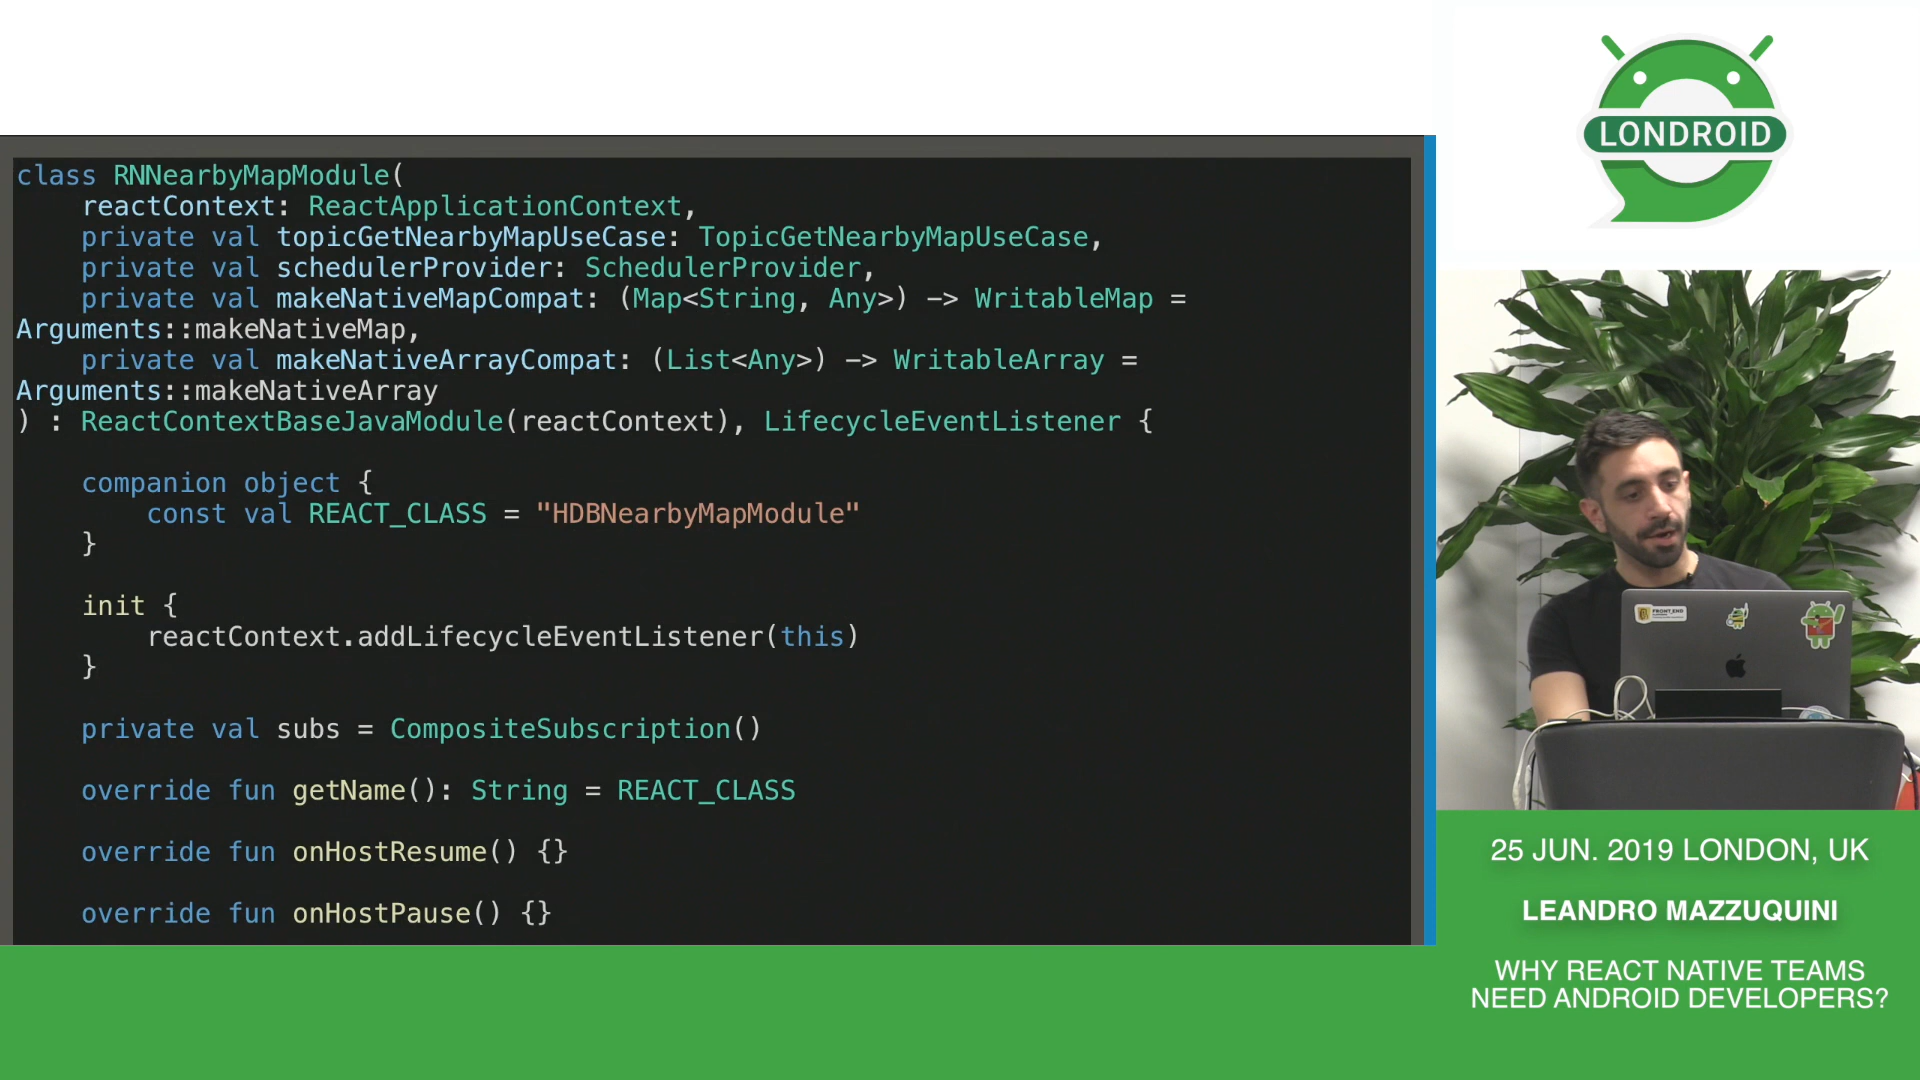 class RNNearbyMapModule(
    reactContext: ReactApplicationContext,
    private val topicGetNearbyMapUseCase: TopicGetNearbyMapUseCase,
    private val schedulerProvider: SchedulerProvider,
    private val makeNativeMapCompat: (Map<String, Any>) -> WritableMap =
Arguments::makeNativeMap,
    private val makeNativeArrayCompat: (List<Any>) -> WritableArray =
Arguments::makeNativeArray
) : ReactContextBaseJavaModule(reactContext), LifecycleEventListener {
    companion object {
        const val REACT_CLASS = "HDBNearbyMapModule"
    }
    init {
        reactContext.addLifecycleEventListener(this)
    }
    private val subs = CompositeSubscription()
    override fun getName(): String = REACT_CLASS
    override fun onHostResume() {}
    override fun onHostPause() {}
LONDROID
FRONT END
25 JUN. 2019 LONDON, UK
LEANDRO MAZZUQUINI
WHY REACT NATIVE TEAMS
NEED ANDROID DEVELOPERS?